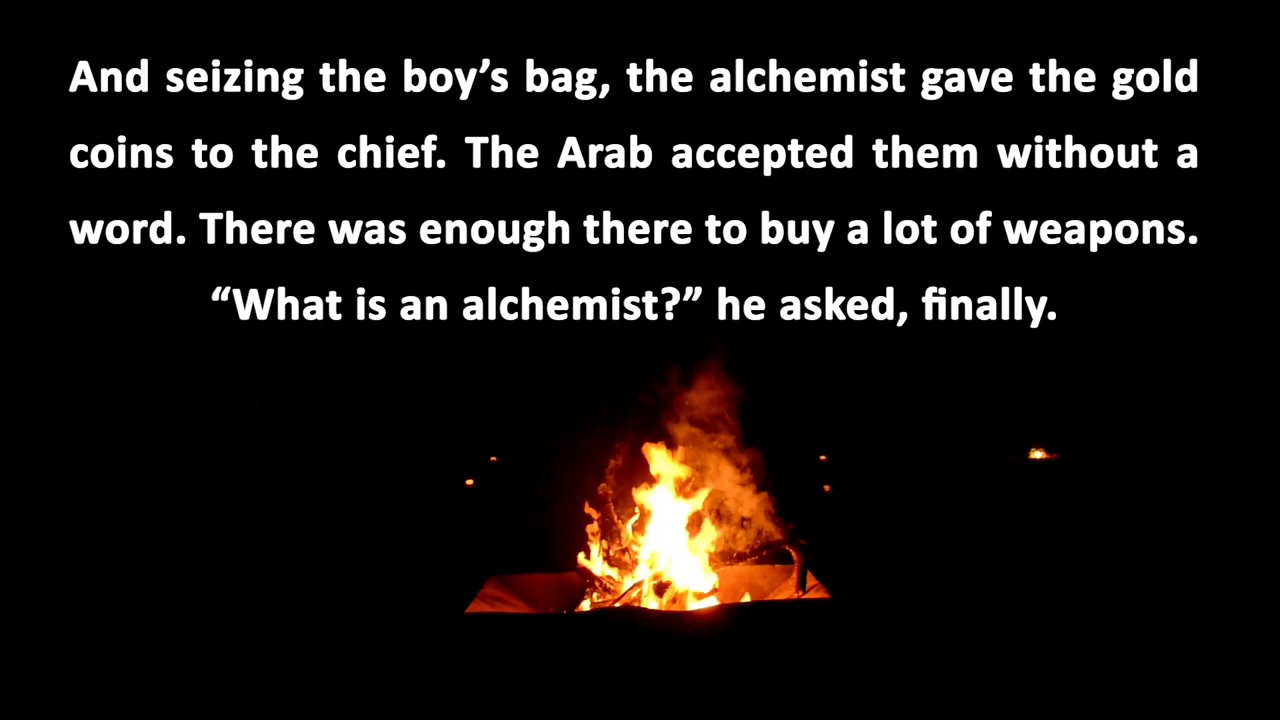 And seizing the boy’s bag, the alchemist gave the gold
coins to the chief. The Arab accepted them without a
word. There was enough there to buy a lot of weapons.
“What is an alchemist?” he asked, finally.